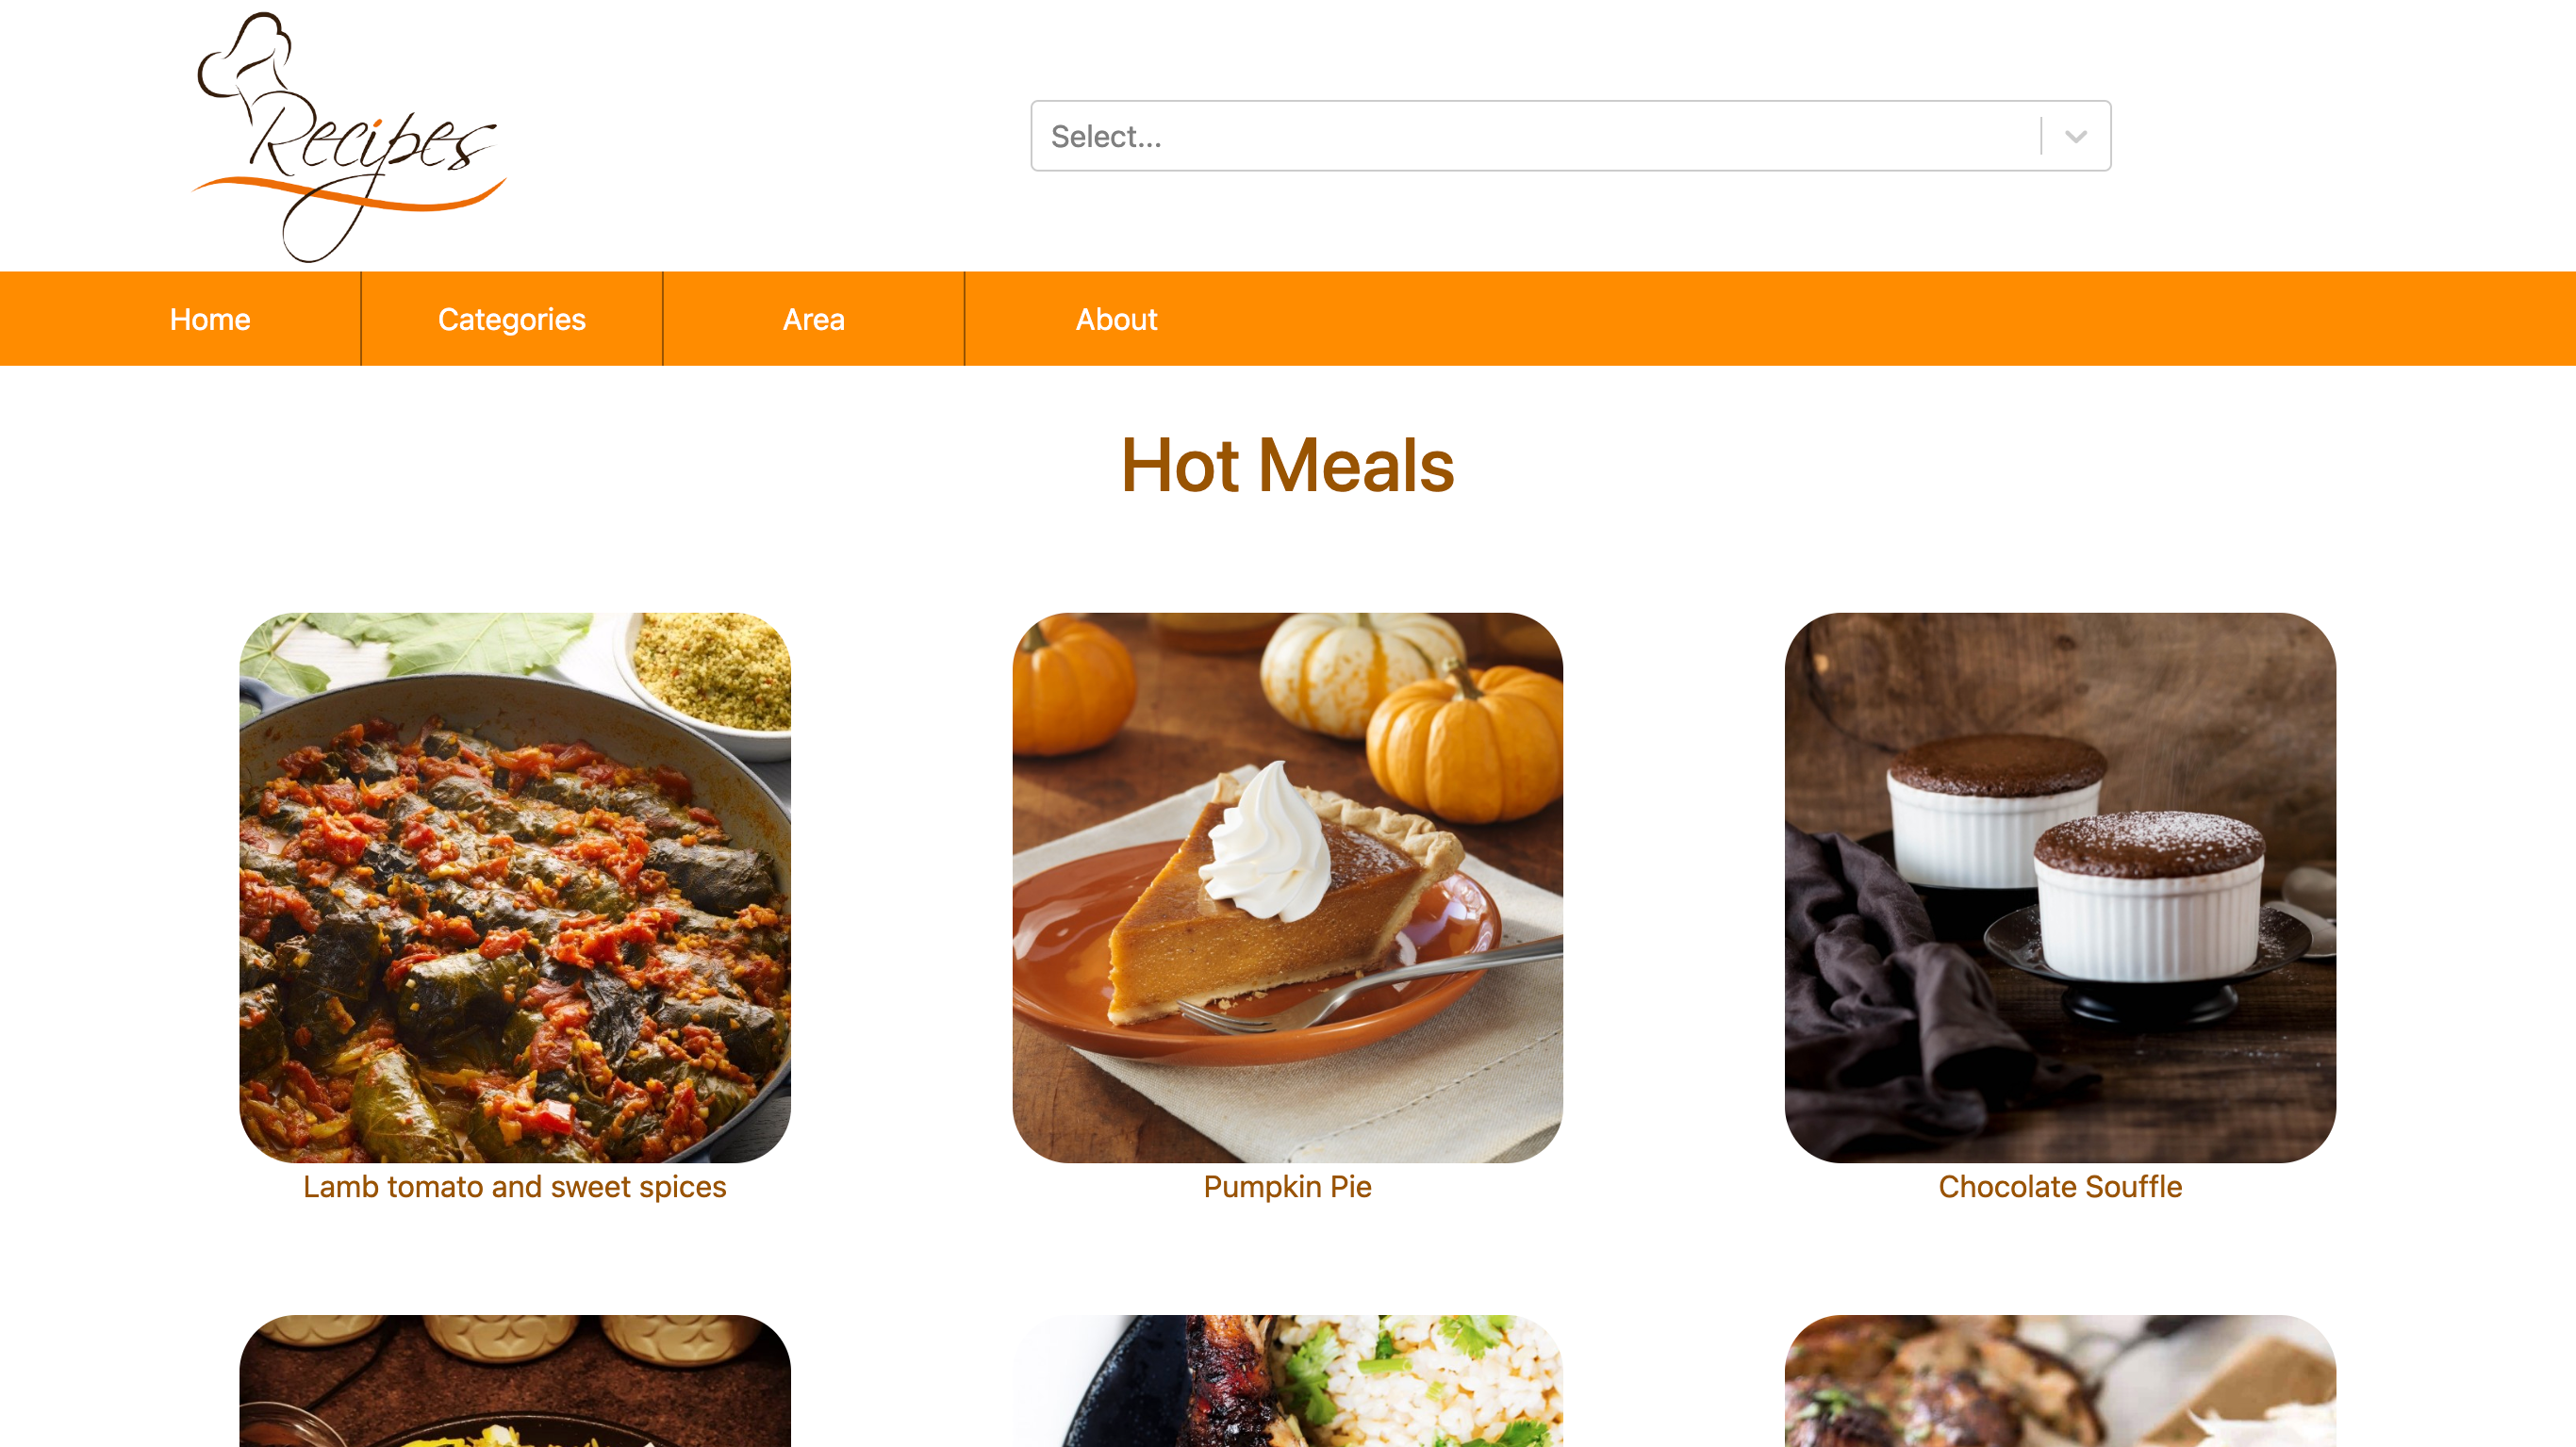 Recipes
Select...
Home
Categories
Area
About
Hot Meals
Lamb tomato and sweet spices
Pumpkin Pie
Chocolate Souffle